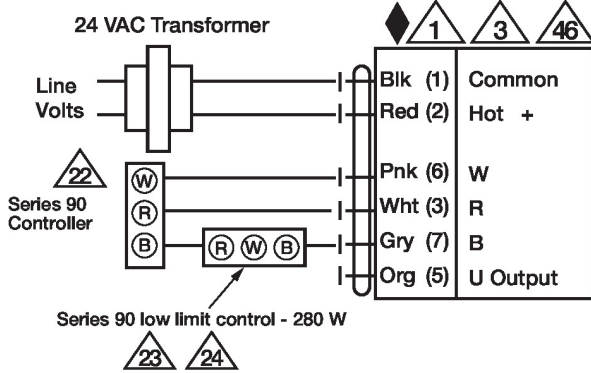 24 VAC Transformer
1 3 46
Line
Volts
Blk (1) Common
Red (2) Hot +
22
Series 90
Controller
W
R
B
R W B
Pnk (6) W
Wht (3) R
Gry (7) B
Org (5) U Output
Series 90 low limit control - 280 W
23 24